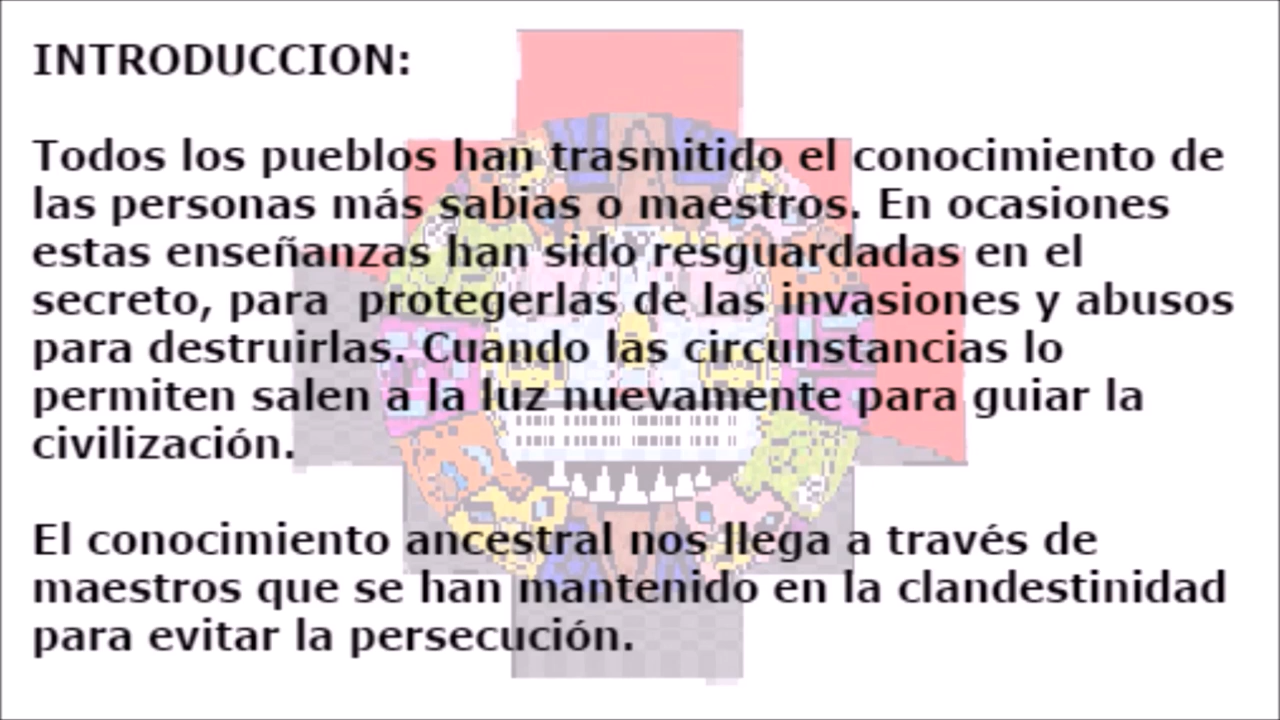 INTRODUCCION:
Todos los pueblos han trasmitido el conocimiento de
las personas más sabias o maestros. En ocasiones
estas enseñanzas han sido resguardadas en el
secreto, para  protegerlas de las invasiones y abusos
para destruirlas. Cuando las circunstancias lo
permiten salen a la luz nuevamente para guiar la
civilización.
El conocimiento ancestral nos llega a través de
maestros que se han mantenido en la clandestinidad
para evitar la persecución.